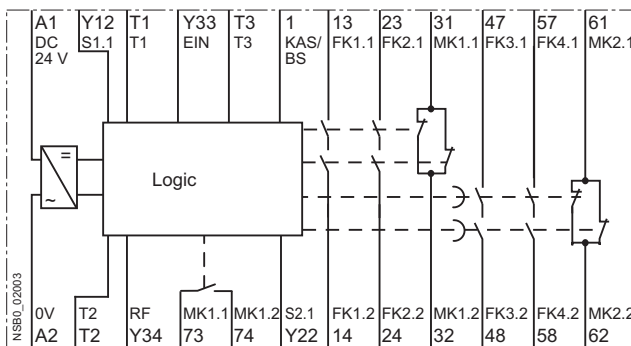 A1 Y12 T1 Y33 T3 1 13 23 31 47 57 61
DC S1.1 T1 EIN T3 KAS/ FK1.1 FK2.1 MK1.1 FK3.1 FK4.1 MK2.1
24 V BS
=
~
Logic
NSB0_02003
0V T2 RF MK1.1 MK1.2 S2.1 FK1.2 FK2.2 MK1.2 FK3.2 FK4.2 MK2.2
A2 T2 Y34 73 74 Y22 14 24 32 48 58 62